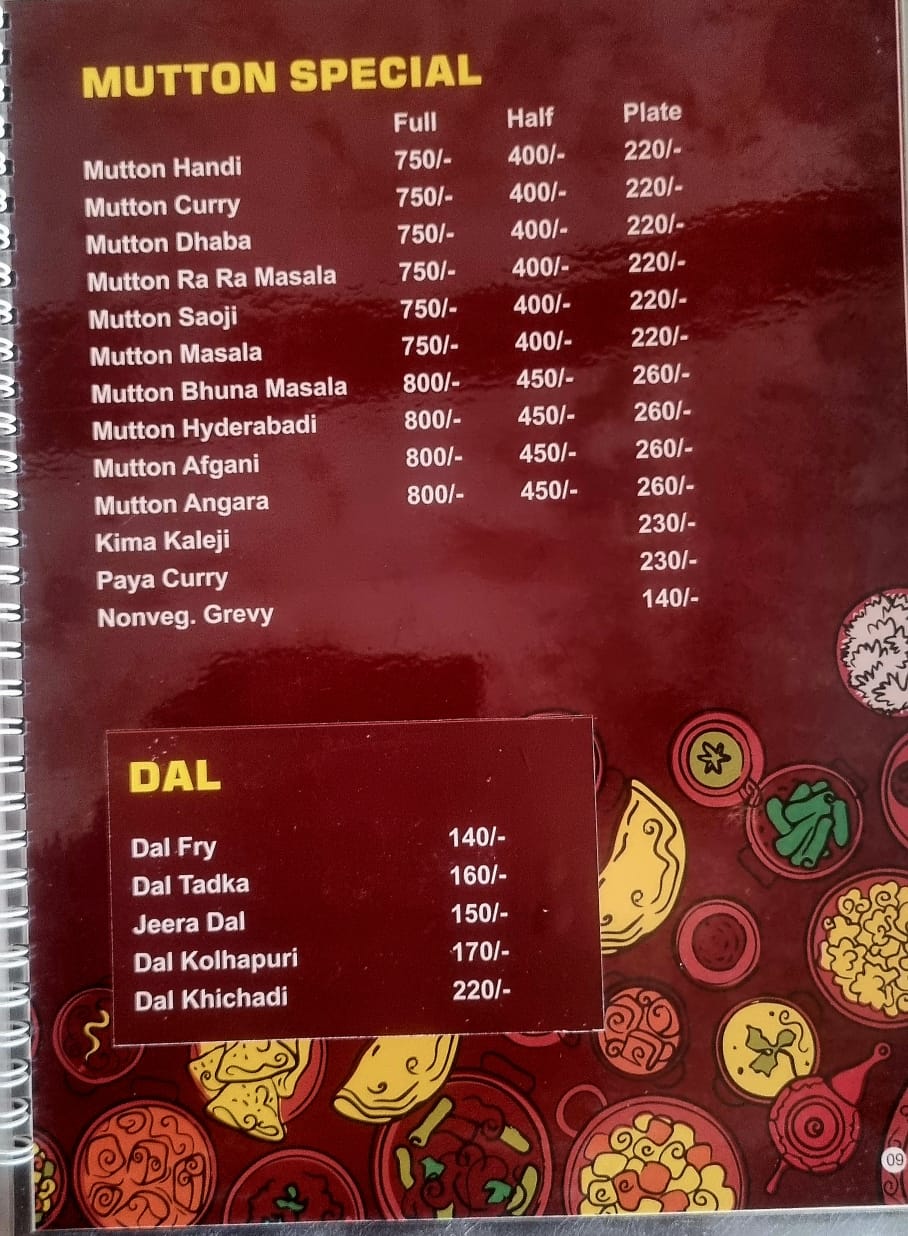 MUTTON SPECIAL
Full Half Plate
Mutton Handi 750/- 400/- 220/-
Mutton Curry 750/- 400/- 220/-
Mutton Dhaba 750/- 400/- 220/-
Mutton Ra Ra Masala 750/- 400/- 220/-
Mutton Saoji 750/- 400/- 220/-
Mutton Masala 750/- 400/- 220/-
Mutton Bhuna Masala 800/- 450/- 260/-
Mutton Hyderabadi 800/- 450/- 260/-
Mutton Afgani 800/- 450/- 260/-
Mutton Angara 800/- 450/- 260/-
Kima Kaleji 230/-
Paya Curry 230/-
Nonveg. Grevy 140/-
DAL
Dal Fry 140/-
Dal Tadka 160/-
Jeera Dal 150/-
Dal Kolhapuri 170/-
Dal Khichadi 220/-
09